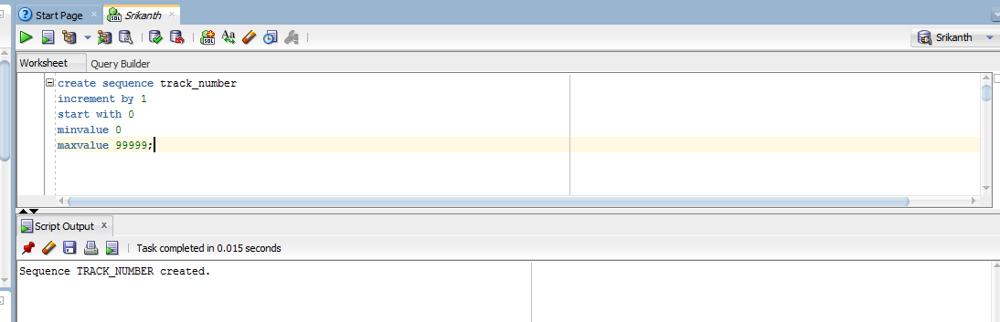 Start Page
Srikanth
Srikanth
Worksheet
Query Builder
create sequence track_number
increment by 1
start with 0
minvalue 0
maxvalue 99999;
Script Output
Task completed in 0.015 seconds
Sequence TRACK_NUMBER created.